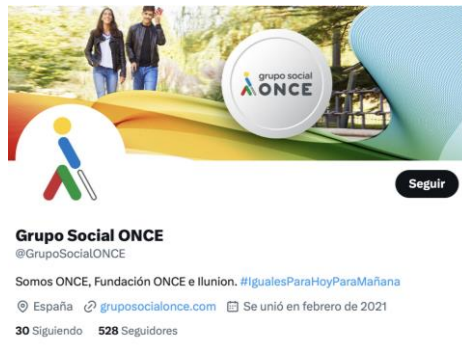 grupo social
ONCE
Seguir
Grupo Social ONCE
@GrupoSocialONCE
Somos ONCE, Fundación ONCE e Ilunion. #IgualesParaHoyParaMañana
España gruposocialonce.com Se unió en febrero de 2021
30 Siguiendo 528 Seguidores